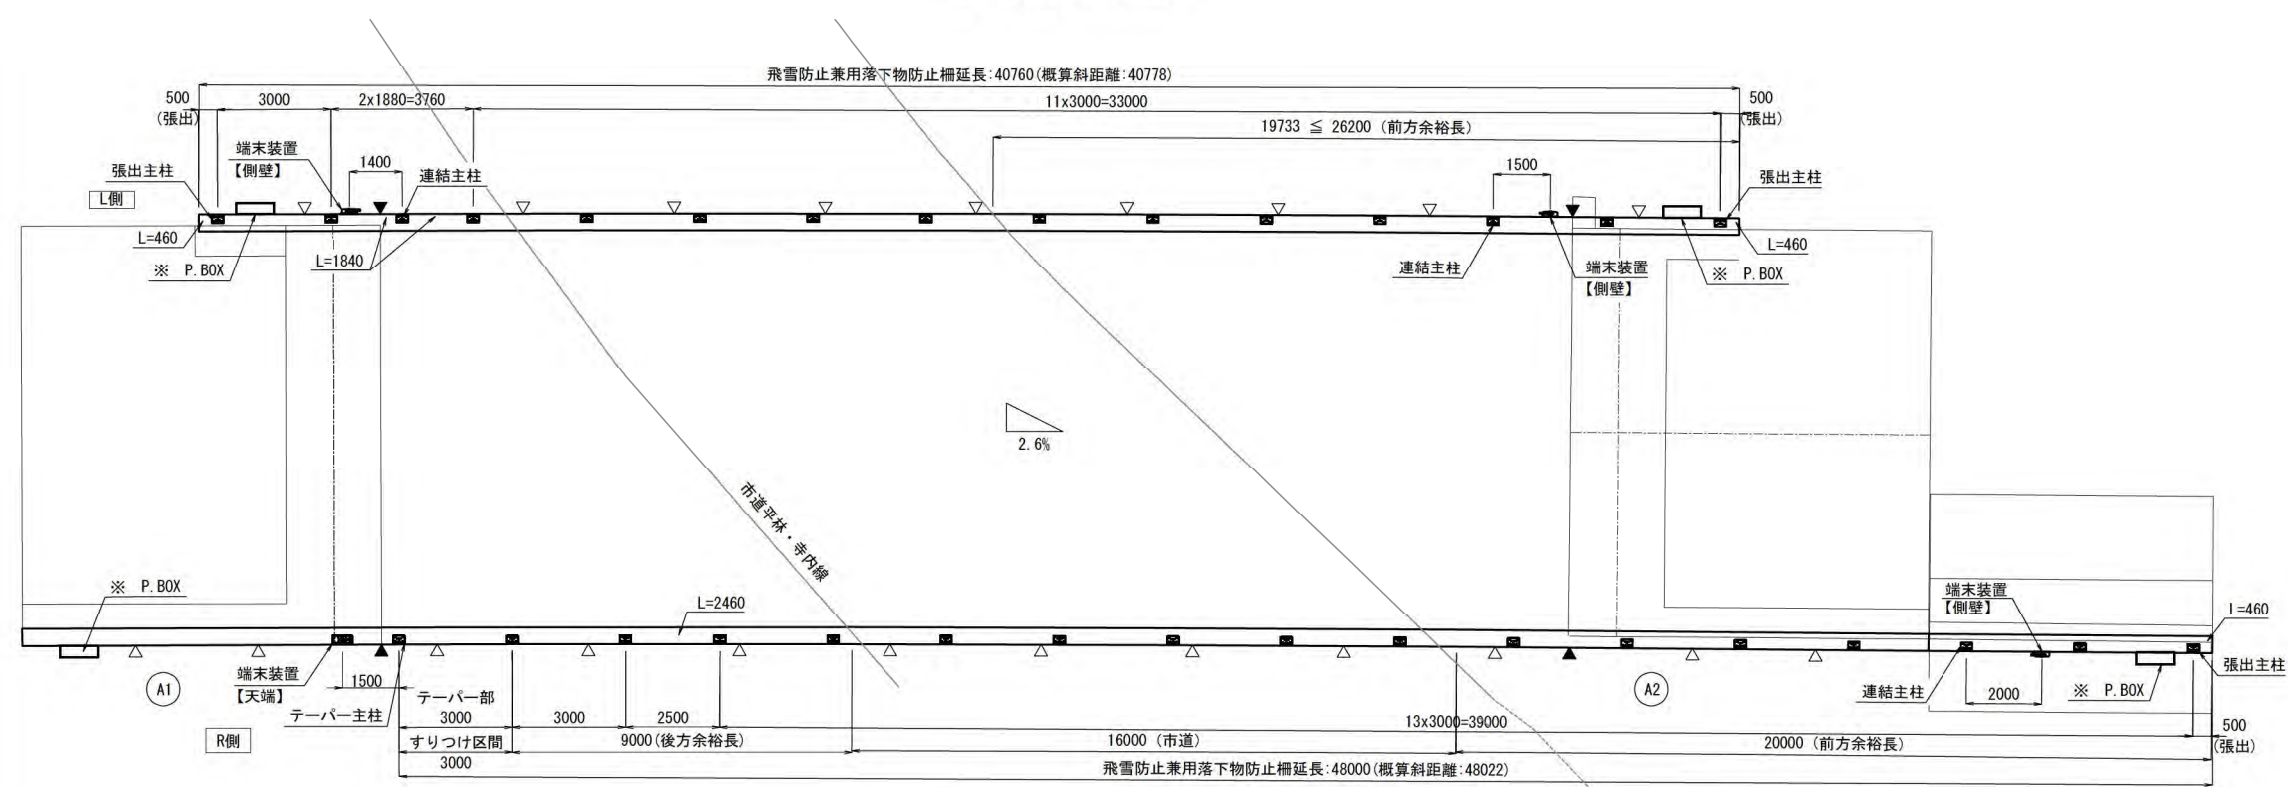 飛雪防止兼用落下物防止柵延長:40760(概算斜距離:40778)
500
(張出)
3000
2x1880=3760
11x3000=33000
500
(張出)
19733 ≦ 26200 (前方余裕長)
端末装置
【側壁】
1400
連結主柱
1500
張出主柱
張出主柱
L側
L=460
※ P.BOX
L=1840
連結主柱
端末装置
【側壁】
L=460
※ P.BOX
2.6%
市道平林・寺内線
※ P.BOX
L=2460
端末装置
【側壁】
L=460
端末装置
【天端】
A1
1500
テーパー主柱
テーパー部
3000
3000
2500
13x3000=39000
A2
連結主柱
2000
※ P.BOX
張出主柱
500
(張出)
R側
すりつけ区間
3000
9000(後方余裕長)
16000 (市道)
20000 (前方余裕長)
飛雪防止兼用落下物防止柵延長:48000(概算斜距離:48022)